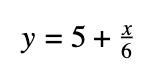 y = 5 + x/6